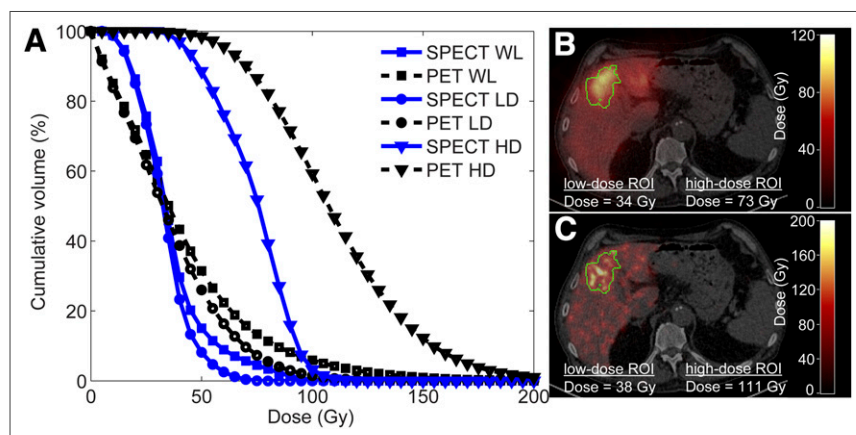 A
100
80
60
40
20
0
Cumulative volume (%)
0 50 100 150 200
Dose (Gy)
SPECT WL
PET WL
SPECT LD
PET LD
SPECT HD
PET HD
B
low-dose ROI high-dose ROI
Dose = 34 Gy Dose = 73 Gy
120
80
40
0
Dose (Gy)
C
low-dose ROI high-dose ROI
Dose = 38 Gy Dose = 111 Gy
200
160
120
80
40
0
Dose (Gy)